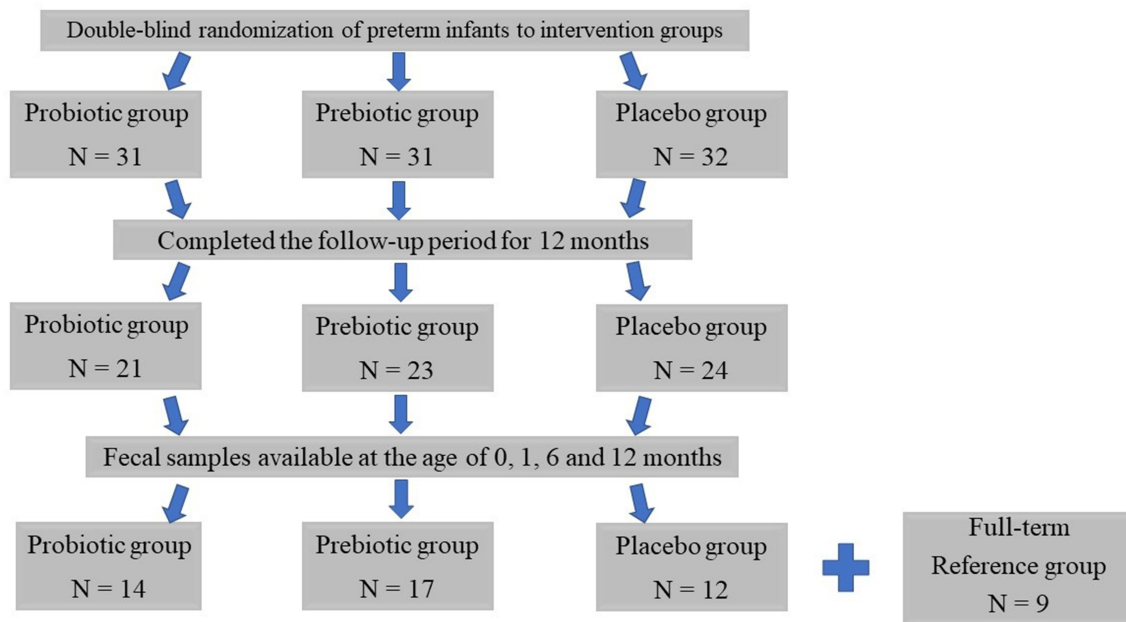 Double-blind randomization of preterm infants to intervention groups
Probiotic group
N = 31
Prebiotic group
N = 31
Placebo group
N = 32
Completed the follow-up period for 12 months
Probiotic group
N = 21
Prebiotic group
N = 23
Placebo group
N = 24
Fecal samples available at the age of 0, 1, 6 and 12 months
Probiotic group
N = 14
Prebiotic group
N = 17
Placebo group
N = 12
Full-term
Reference group
N = 9